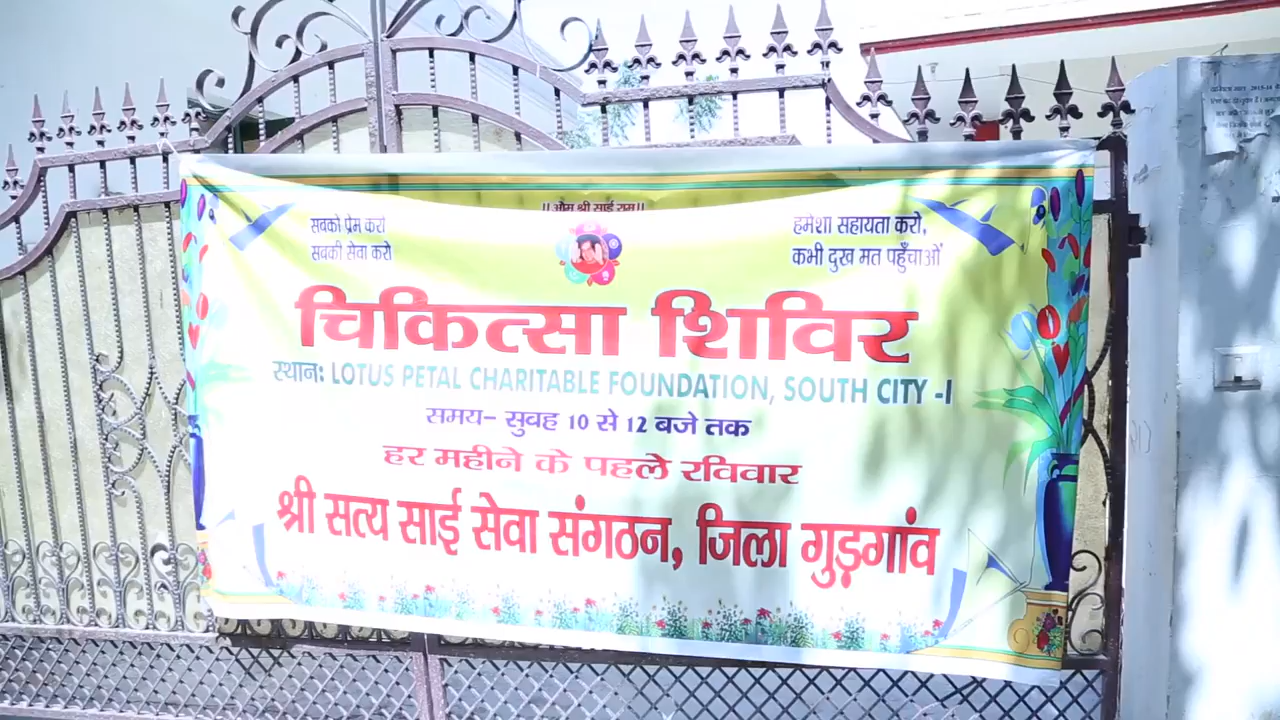 ॥ ओम श्री साई राम॥
सबको प्रेम करो
सबकी सेवा करो
हमेशा सहायता करो,
कभी दुख मत पहुँचाओं
चिकित्सा शिविर
स्थान: LOTUS PETAL CHARITABLE FOUNDATION, SOUTH CITY -I
समय- सुवह 10 से 12 बजे तक
हर महीने के पहले रविवार
श्री सत्य साई सेवा संगठन, जिला गुड़गांव